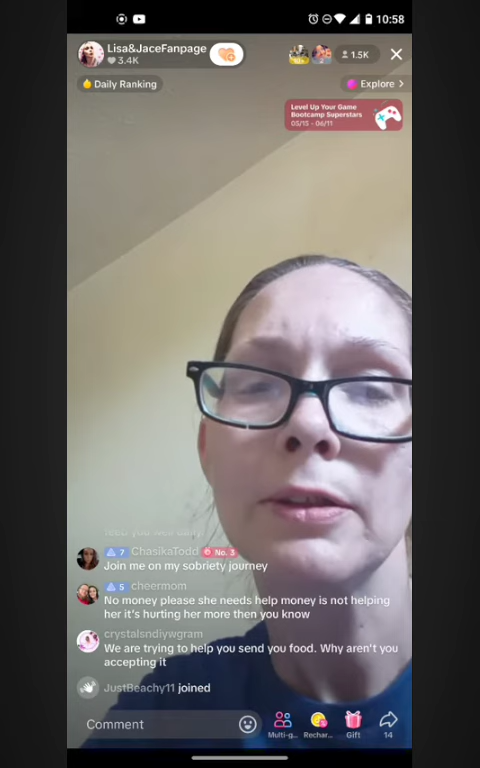 10:58
Lisa&JaceFanpage
3.4K
1.5K
Daily Ranking
Explore >
Level Up Your Game
Bootcamp Superstars
05/15 - 06/11
7 ChasikaTodd No. 3
Join me on my sobriety journey
5 cheermom
No money please she needs help money is not helping
her it's hurting her more then you know
crystalsndiywgram
We are trying to help you send you food. Why aren't you
accepting it
JustBeachy11 joined
Comment
Multi-g...
Rechar...
Gift
14